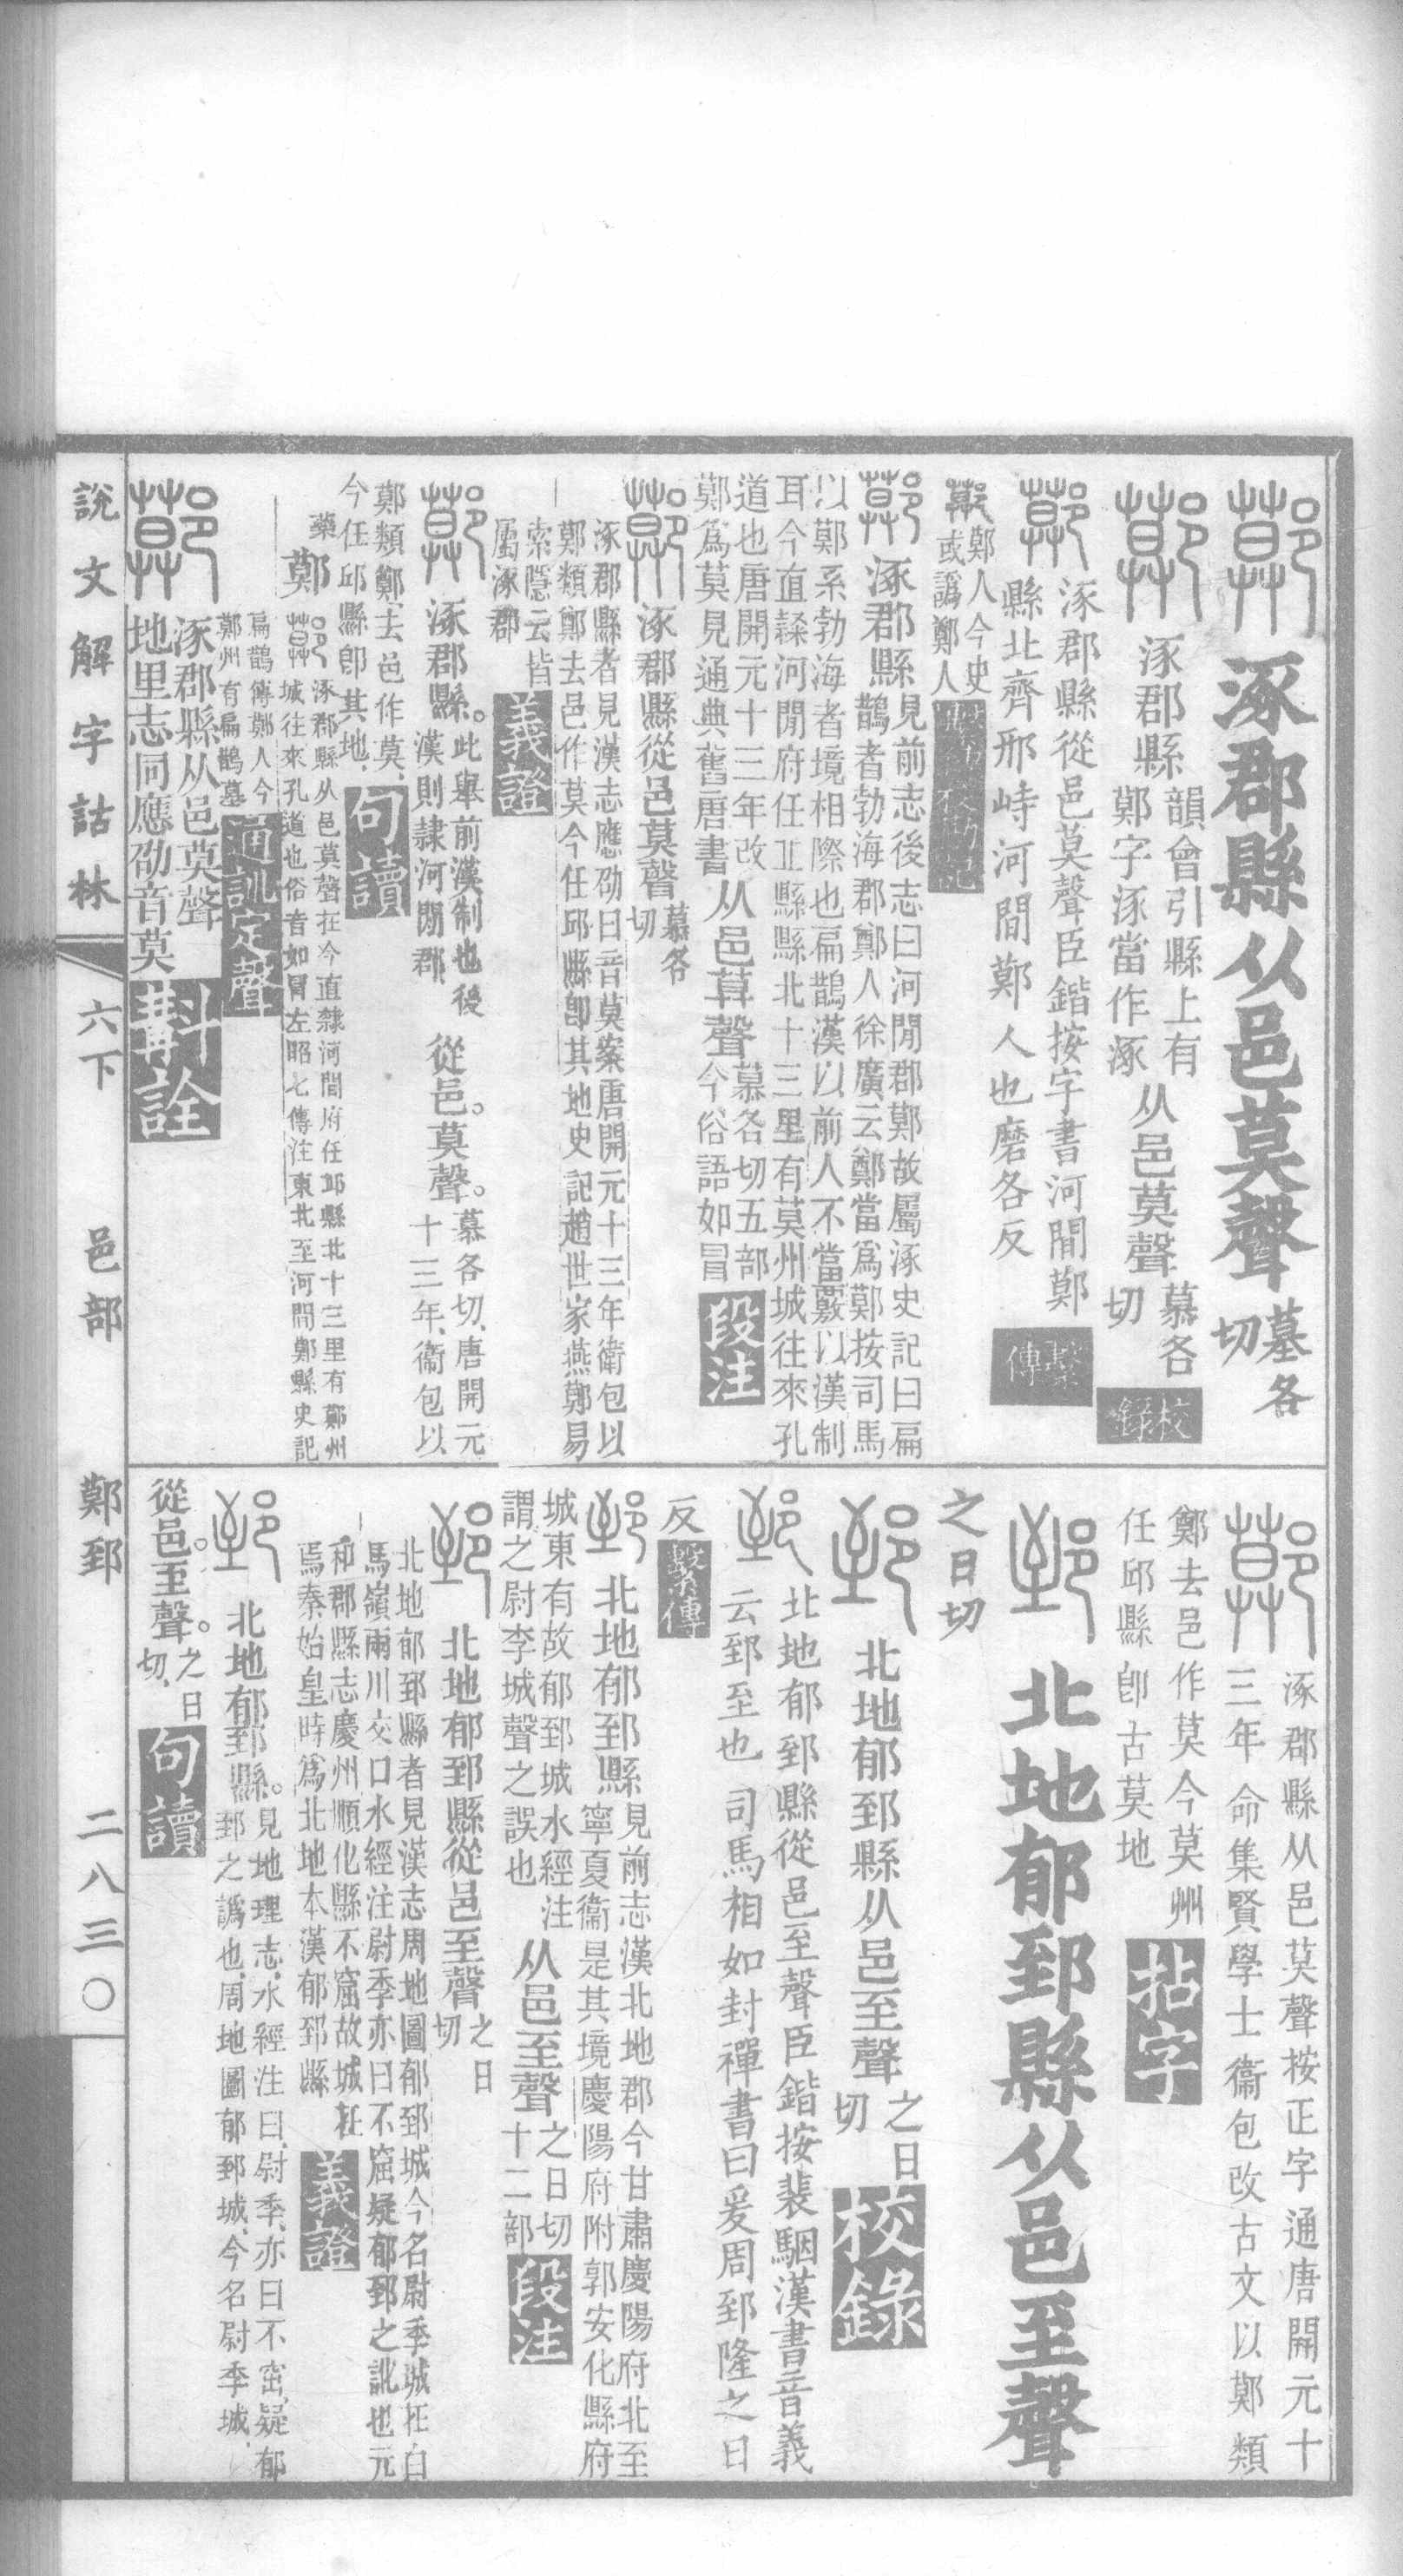 鄚 涿郡縣从邑莫聲 墓各切
鄚 涿郡縣 韻會引縣上有鄚字涿當作涿 从邑莫聲 慕各切 校錄
鄚 涿郡縣從邑莫聲臣鍇按字書河閒鄚
縣北齊邢峙河間鄚人也磨各反 繫傳
鄚 鄚人今史或譌鄭人
鄚 涿郡縣 見前志後志曰河閒郡鄚故屬涿史記曰扁
鵲者勃海郡鄭人徐廣云鄭當爲鄚按司馬
以鄚系勃海者境相際也扁鵲漢以前人不當覈以漢制
耳今直隸河閒府任丘縣縣北十三里有莫州城往來孔
道也唐開元十三年改
鄚爲莫見通典舊唐書 从邑莫聲 慕各切五部
今俗語如冒 段注
鄚 涿郡縣從邑莫聲 慕各切
涿郡縣者見漢志應劭曰音莫案唐開元十三年衛包以
鄚類鄭去邑作莫今任邱縣卽其地史記趙世家燕鄚易
索隱云皆
屬涿郡 義證
鄚 涿郡縣。此舉前漢制也後漢則隸河閒郡 從邑。莫聲。慕各切、唐開元
十三年、衞包以
鄚類鄭、去邑作莫、
今任邱縣卽其地、 句讀
藥 鄚 鄚 涿郡縣从邑莫聲在今直隸河間府任邱縣北十三里有鄚州
城往來孔道也俗音如冒左昭七傳注東北至河間鄚縣史記
扁鵲傳鄚人今
鄚州有扁鵲墓 通訓定聲
鄚 涿郡縣从邑莫聲
地里志同應劭音莫 斠詮
鄚 涿郡縣从邑莫聲按正字通唐開元十
三年命集賢學士衞包改古文以鄚類
鄭去邑作莫今莫州
任邱縣卽古莫地 拈字
郅 北地郁郅縣从邑至聲
之日切
郅 北地郁郅縣从邑至聲 之日切 校錄
郅 北地郁郅縣從邑至聲臣鍇按裴駰漢書音義
云郅至也司馬相如封禪書曰爰周郅隆之日
反 繫傳
郅 北地郁郅縣 見前志漢北地郡今甘肅慶陽府北至
寧夏衞是其境慶陽府附郭安化縣府
城東有故郁郅城水經注
謂之尉李城聲之誤也 从邑至聲 之日切
十二部 段注
郅 北地郁郅縣從邑至聲 之日切
北地郁郅縣者見漢志周地圖郁郅城今名尉季城在白
馬嶺兩川交口水經注尉季亦曰不窋疑郁郅之訛也元
和郡縣志慶州順化縣不窋故城在
焉秦始皇時爲北地本漢郁郅縣 義證
郅 北地郁郅縣。見地理志、水經注曰、尉季、亦曰不窋、疑郁
郅之譌也、周地圖郁郅城、今名尉季城、
從邑。至聲。之日切、 句讀
說文解字詁林 六下 邑部 鄚郅 二八三〇